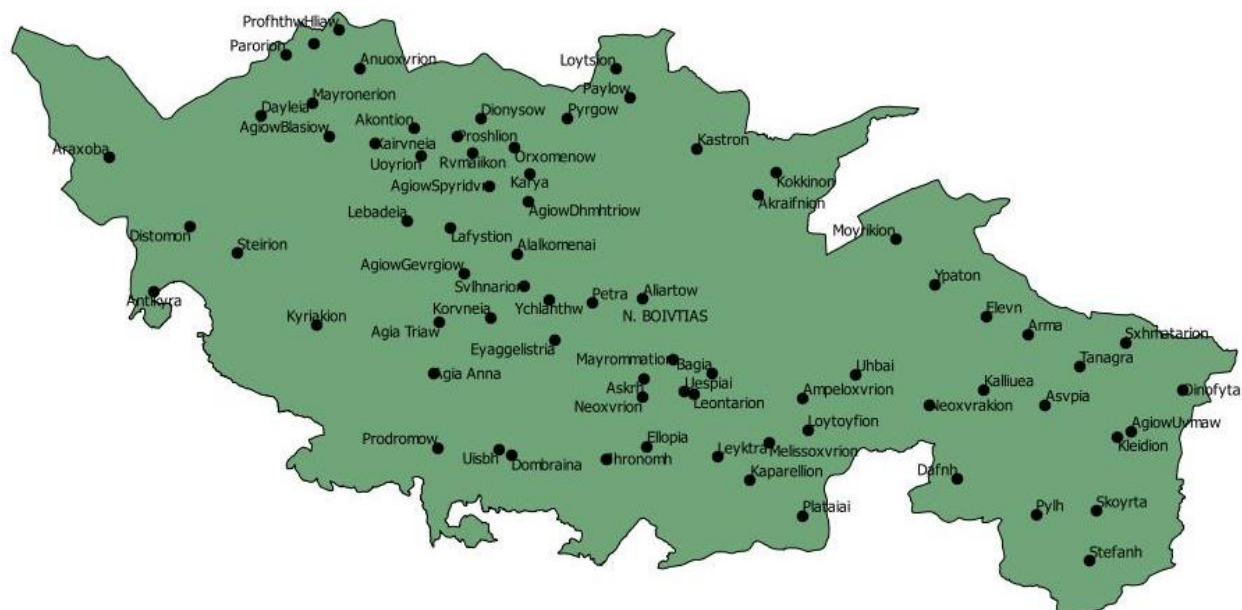 ProfhthwHliaw
Parorion
Anuoxvrion
Loytsion
Paylow
Mayronerion
Dayleia
AgiowBlasiow
Akontion
Dionysow
Pyrgow
Kairvneia
Proshlion
Uoyrion
Rvmaiikon
Orxomenow
Kastron
Araxoba
AgiowSpyridvn
Karya
Kokkinon
Akraifnign
Lebadeia
AgiowDhmhtriow
Distomon
Lafystion
Moyrikion
Steirion
Alalkomenai
AgiowGevrgiow
Ypaton
Svlhnarion
Antikyra
Petra
Aliartow
Ychlanthw
Korvneia
N. BOIVTIAS
Elevn
Kyriakion
Agia Triaw
Arma
Eyaggelistria
Sxhmatarion
Mayrommation
Bagia
Uhbai
Tanagra
Agia Anna
Askrh
Uespiai
Kalliuea
Oinofyta
Neoxvrion
Leontarion
Ampeloxvrion
Neoxvrakion
Asvpia
Loytoyfion
AgiowUvmaw
Prodromow
Ellopia
Kleidion
Uisbh
Dombraina
Leyktra
Melissoxvrion
Kaparellion
Dafnh
Plataiai
Pylh
Skoyrta
Stefanh